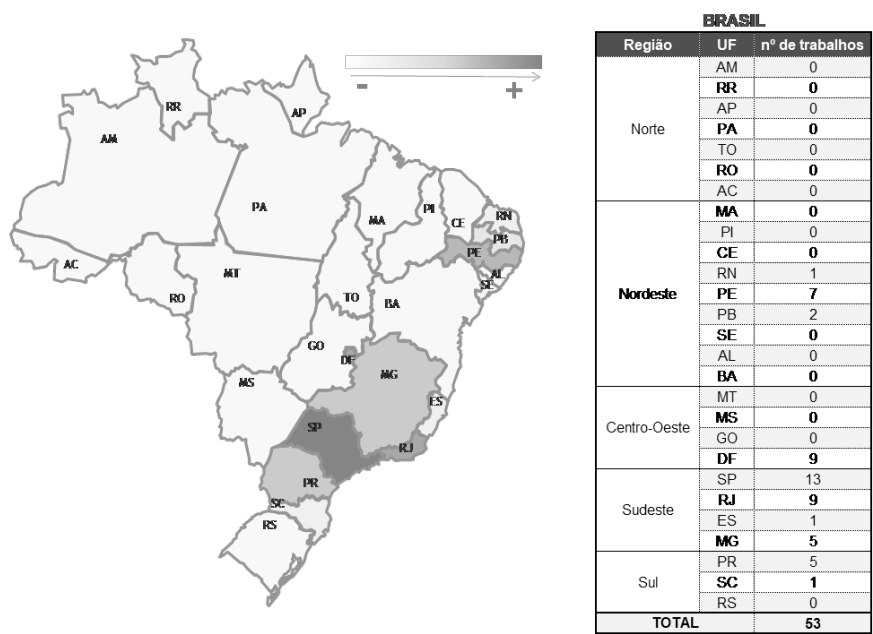 BRASIL
Região UF nº de trabalhos
Norte
AM 0
RR 0
AP 0
PA 0
TO 0
RO 0
AC 0
Nordeste
MA 0
PI 0
CE 0
RN 1
PE 7
PB 2
SE 0
AL 0
BA 0
Centro-Oeste
MT 0
MS 0
GO 0
DF 9
Sudeste
SP 13
RJ 9
ES 1
MG 5
Sul
PR 5
SC 1
RS 0
TOTAL 53
-
+
RR
AP
AM
PA
MA
PI
CE
RN
PB
PE
AL
SE
AC
RO
MT
TO
BA
GO
DF
MG
MS
ES
SP
RJ
PR
SC
RS